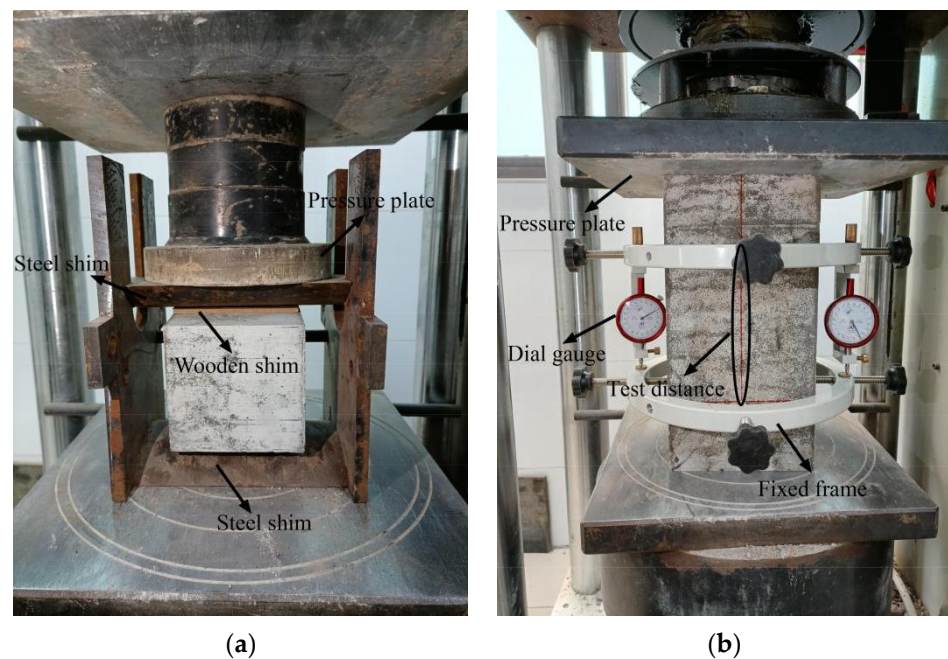 Pressure plate
Steel shim
Wooden shim
Steel shim
(a)
Pressure plate
Dial gauge
Test distance
Fixed frame
(b)